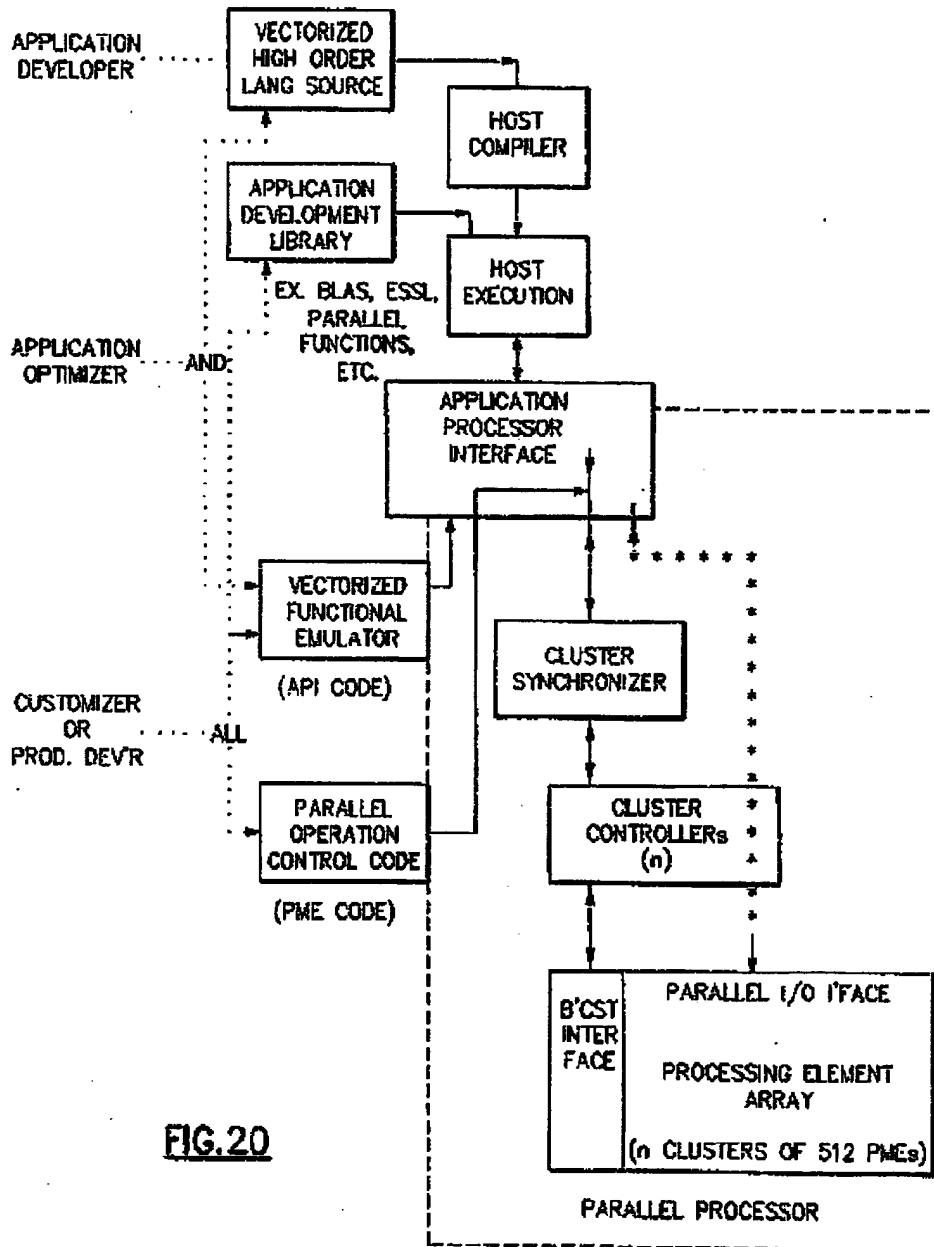 APPLICATION
DEVELOPER
VECTORIZED
HIGH ORDER
LANG SOURCE
HOST
COMPILER
APPLICATION
DEVELOPMENT
LIBRARY
HOST
EXECUTION
EX. BLAS, ESSL,
PARALLEL
FUNCTIONS,
ETC.
APPLICATION
OPTIMIZER
AND
APPLICATION
PROCESSOR
INTERFACE
VECTORIZED
FUNCTIONAL
EMULATOR
(API CODE)
CLUSTER
SYNCHRONIZER
CUSTOMIZER
OR
PROD. DEV'R
ALL
PARALLEL
OPERATION
CONTROL CODE
(PME CODE)
CLUSTER
CONTROLLERs
(n)
B'CST
INTER
FACE
PARALLEL I/O I'FACE
PROCESSING ELEMENT
ARRAY
(n CLUSTERS OF 512 PMEs)
FIG.20
PARALLEL PROCESSOR